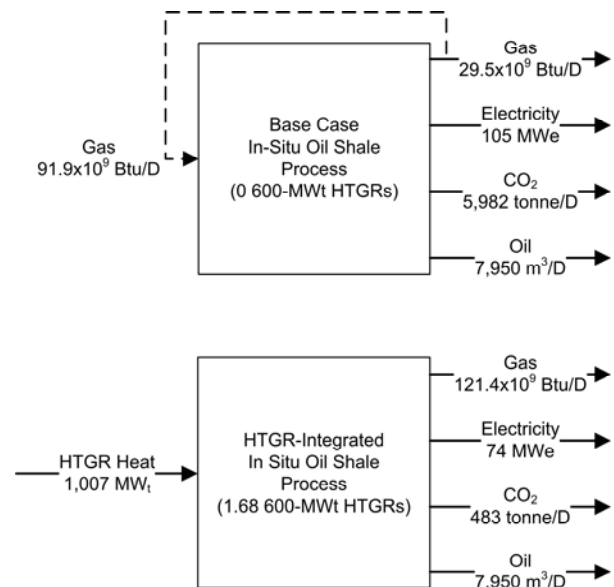 Gas
29.5x10⁹ Btu/D
Electricity
105 MWe
CO₂
5,982 tonne/D
Oil
7,950 m³/D
Gas
91.9x10⁹ Btu/D
Base Case
In-Situ Oil Shale
Process
(0 600-MWt HTGRs)
Gas
121.4x10⁹ Btu/D
Electricity
74 MWe
CO₂
483 tonne/D
Oil
7,950 m³/D
HTGR Heat
1,007 MWₜ
HTGR-Integrated
In Situ Oil Shale
Process
(1.68 600-MWt HTGRs)